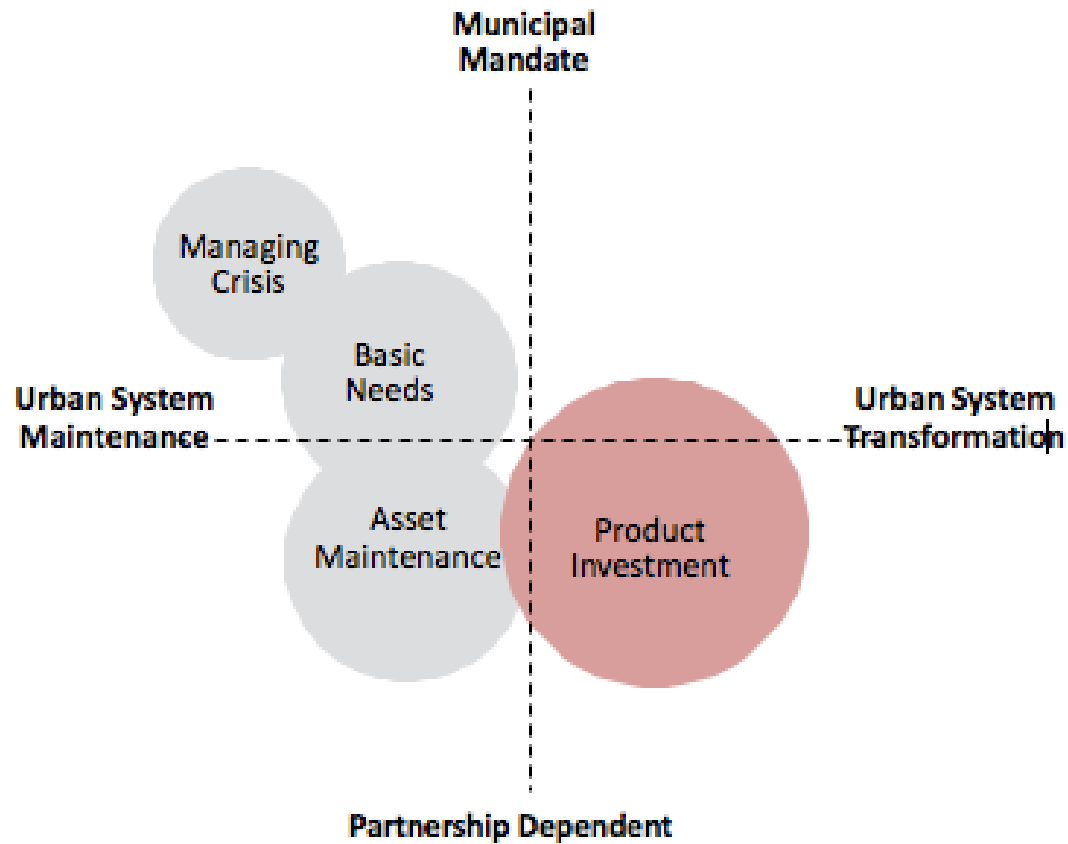 Municipal
Mandate
Managing
Crisis
Basic
Needs
Urban System
Maintenance
Urban System
Transformation
Asset
Maintenance
Product
Investment
Partnership Dependent